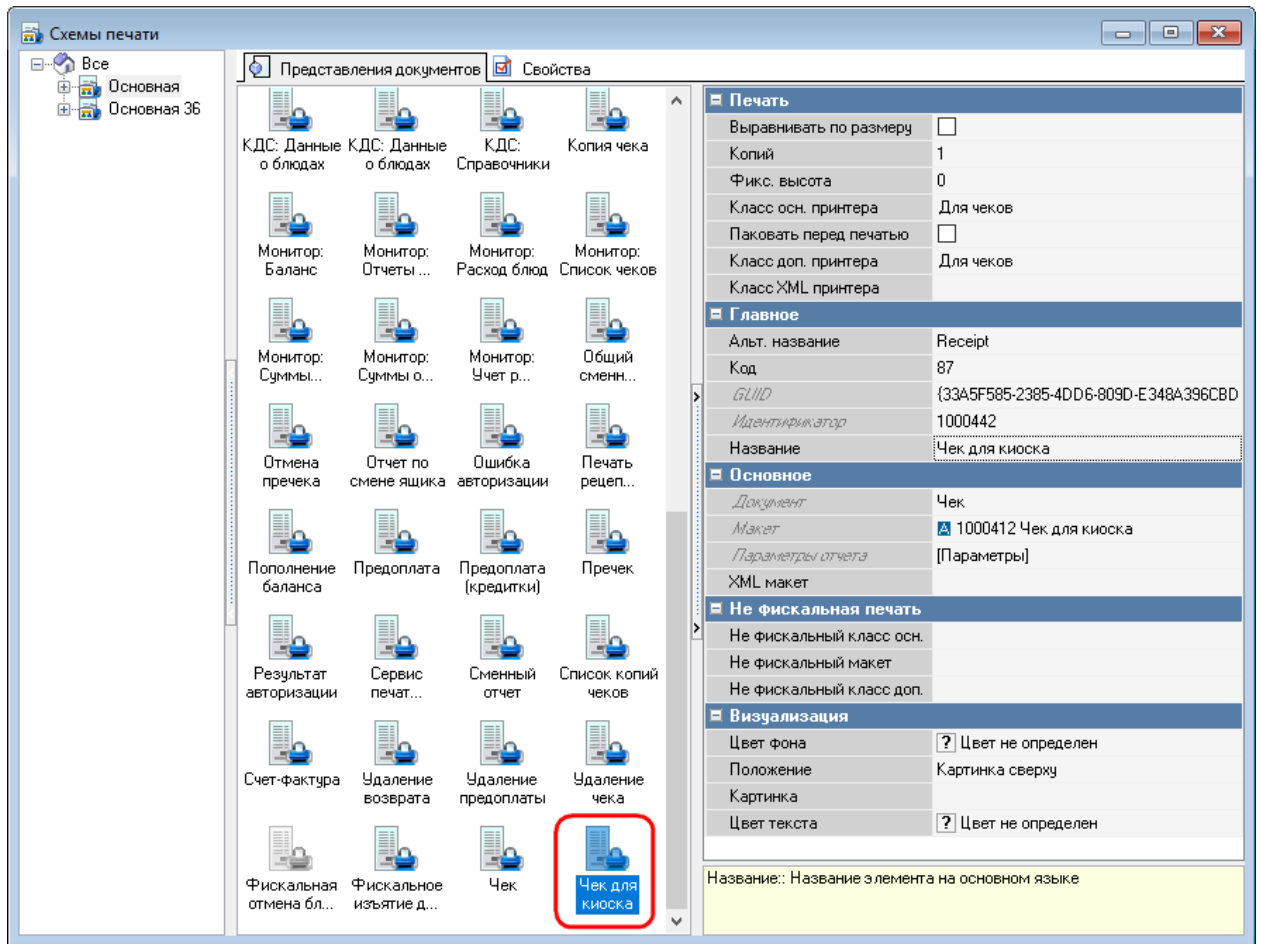 Схемы печати
Все
Основная
Основная 36
Представления документов
Свойства
КДС: Данные о блюдах
КДС: Данные о блюдах
КДС: Справочники
Копия чека
Монитор: Баланс
Монитор: Отчеты ...
Монитор: Расход блюд
Монитор: Список чеков
Монитор: Суммы...
Монитор: Суммы о...
Монитор: Учет р...
Общий сменн...
Отмена пречека
Отчет по смене ящика
Ошибка авторизации
Печать рецеп...
Пополнение баланса
Предоплата
Предоплата (кредитки)
Пречек
Результат авторизации
Сервис печат...
Сменный отчет
Список копий чеков
Счет-фактура
Удаление возврата
Удаление предоплаты
Удаление чека
Фискальная отмена бл...
Фискальное изъятие д...
Чек
Чек для киоска
Печать
Выравнивать по размеру
Копий 1
Фикс. высота 0
Класс осн. принтера Для чеков
Паковать перед печатью
Класс доп. принтера Для чеков
Класс XML принтера
Главное
Альт. название Receipt
Код 87
GUID {33A5F585-2385-4DD6-809D-E348A396CBD
Идентификатор 1000442
Название Чек для киоска
Основное
Документ Чек
Макет A 1000412 Чек для киоска
Параметры отчета [Параметры]
XML макет
Не фискальная печать
Не фискальный класс осн.
Не фискальный макет
Не фискальный класс доп.
Визуализация
Цвет фона ? Цвет не определен
Положение Картинка сверху
Картинка
Цвет текста ? Цвет не определен
Название:: Название элемента на основном языке